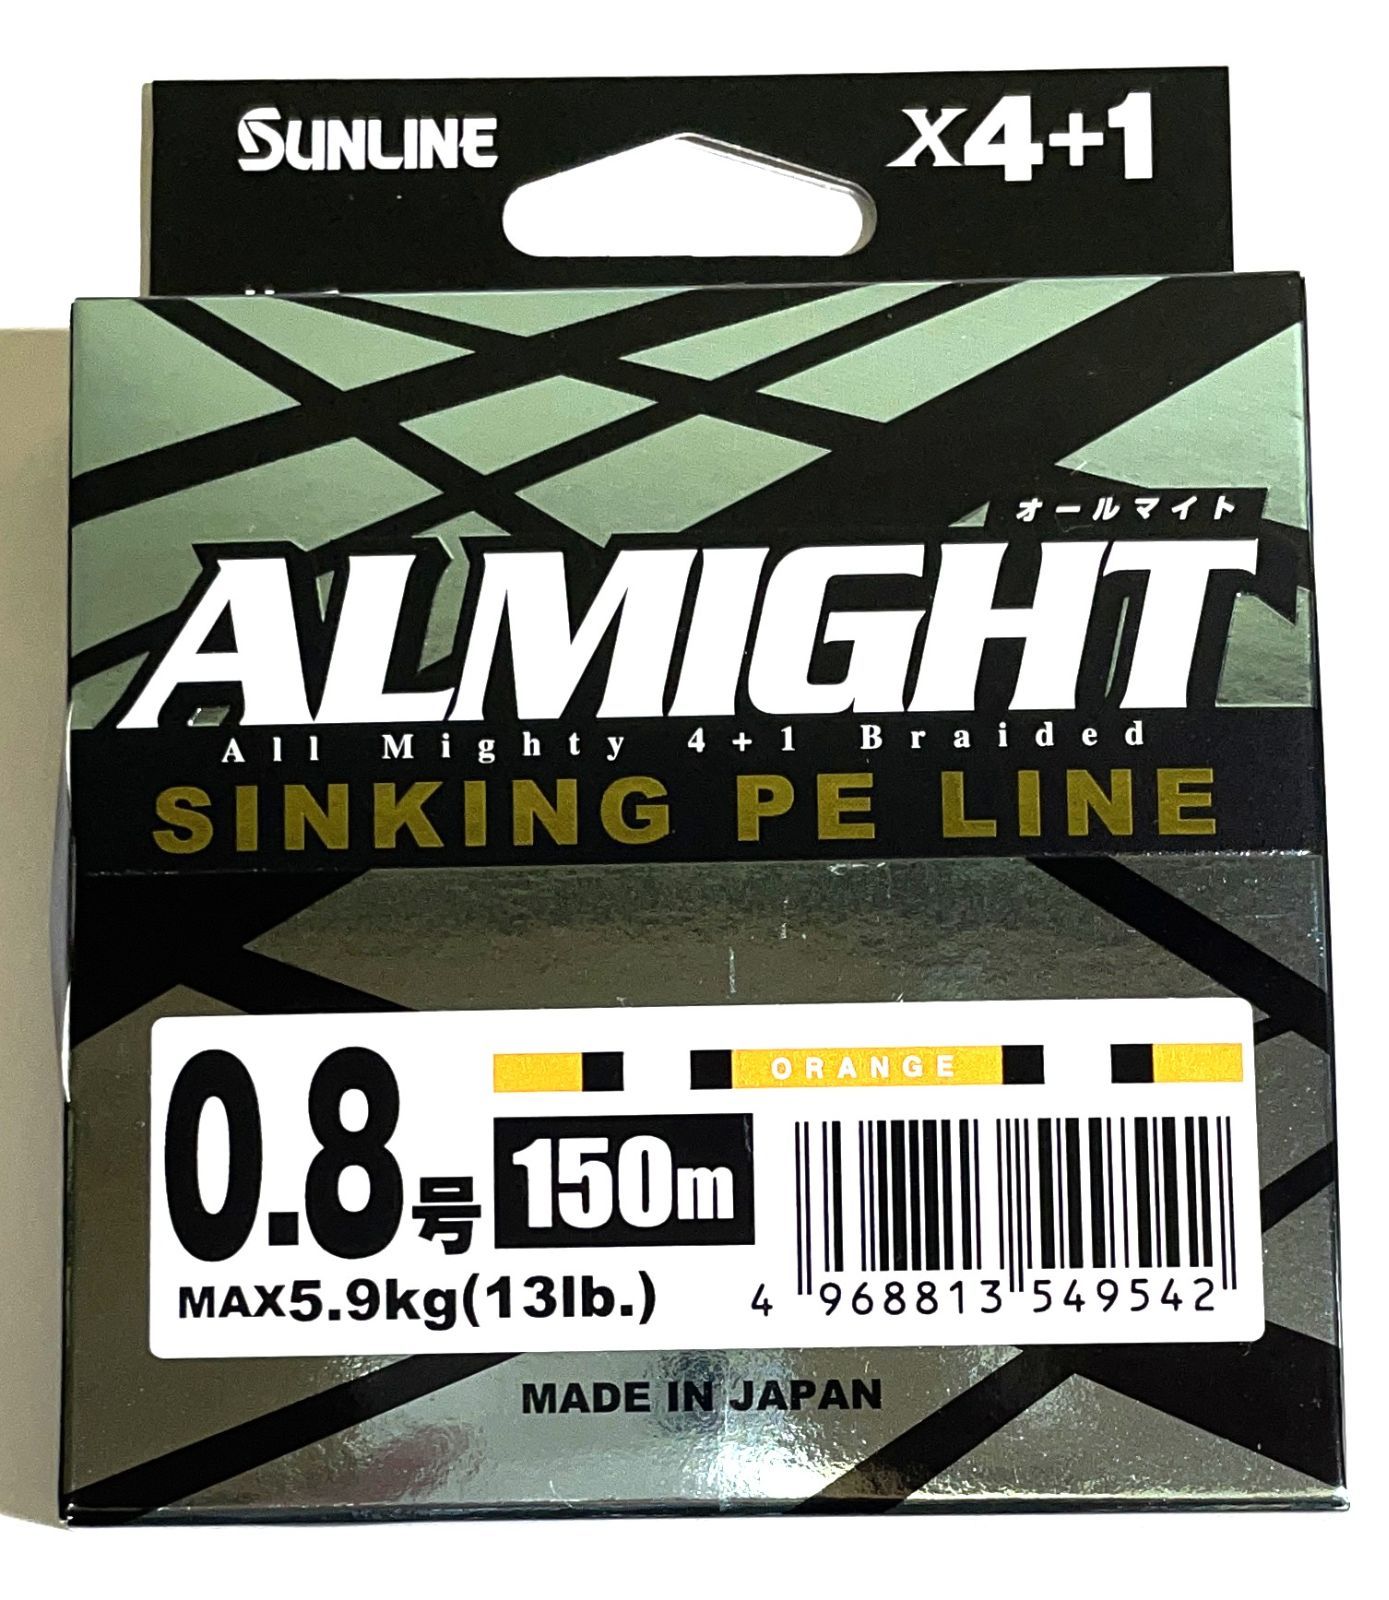 SUNLINE
X4+1
オールマイト
ALMIGHT
All Mighty 4+1 Braided
SINKING PE LINE
ORANGE
0.8号 150m
MAX5.9kg(13lb.)
4 968813 549542
MADE IN JAPAN